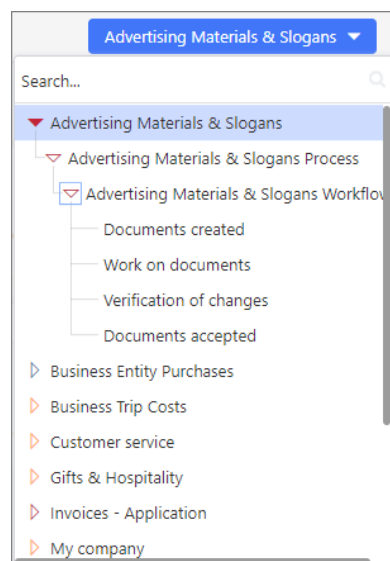 Advertising Materials & Slogans
Search...
Advertising Materials & Slogans
Advertising Materials & Slogans Process
Advertising Materials & Slogans Workflow
Documents created
Work on documents
Verification of changes
Documents accepted
Business Entity Purchases
Business Trip Costs
Customer service
Gifts & Hospitality
Invoices - Application
My company